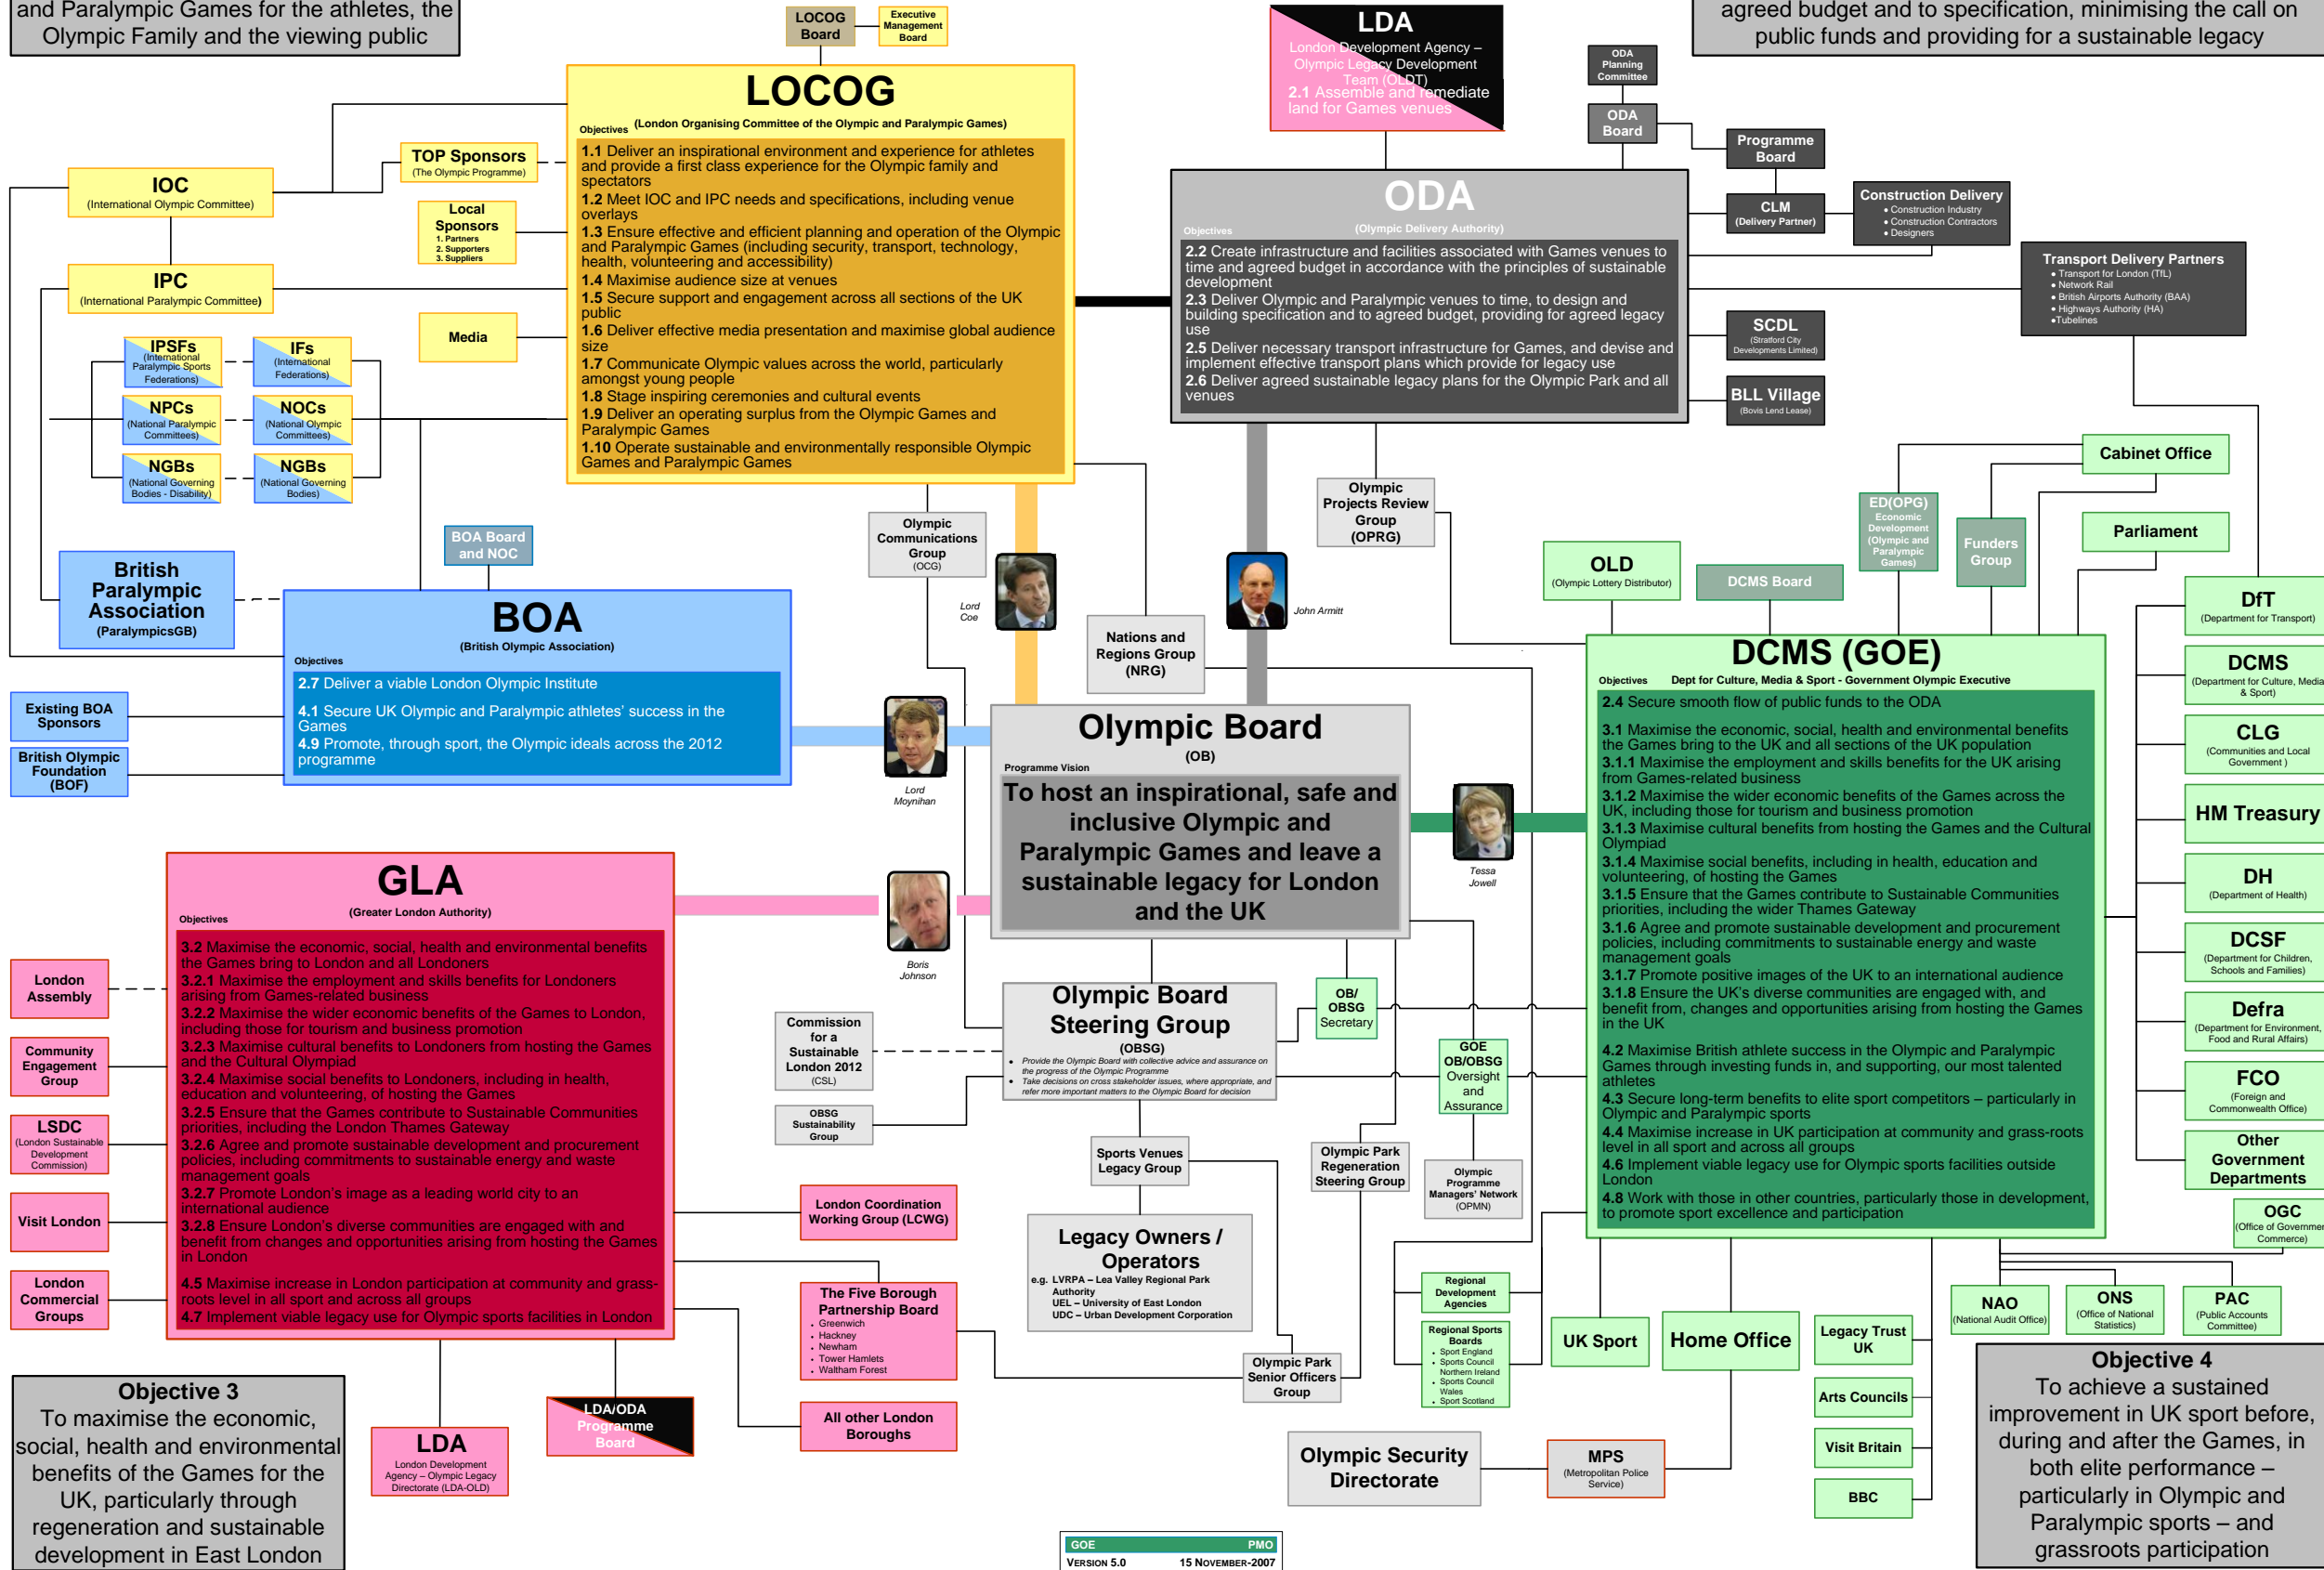 and Paralympic Games for the athletes, the
Olympic Family and the viewing public
LOCOG
Board
Executive
Management
Board
LDA
London Development Agency –
Olympic Legacy Development
Team (OLDT)
2.1 Assemble and remediate
land for Games venues
agreed budget and to specification, minimising the call on
public funds and providing for a sustainable legacy
ODA
Planning
Committee
ODA
Board
Programme
Board
CLM
(Delivery Partner)
Construction Delivery
• Construction Industry
• Construction Contractors
• Designers
Transport Delivery Partners
• Transport for London (TfL)
• Network Rail
• British Airports Authority (BAA)
• Highways Authority (HA)
•Tubelines
SCDL
(Stratford City
Developments Limited)
BLL Village
(Bovis Lend Lease)
LOCOG
(London Organising Committee of the Olympic and Paralympic Games)
Objectives
1.1 Deliver an inspirational environment and experience for athletes
and provide a first class experience for the Olympic family and
spectators
1.2 Meet IOC and IPC needs and specifications, including venue
overlays
1.3 Ensure effective and efficient planning and operation of the Olympic
and Paralympic Games (including security, transport, technology,
health, volunteering and accessibility)
1.4 Maximise audience size at venues
1.5 Secure support and engagement across all sections of the UK
public
1.6 Deliver effective media presentation and maximise global audience
size
1.7 Communicate Olympic values across the world, particularly
amongst young people
1.8 Stage inspiring ceremonies and cultural events
1.9 Deliver an operating surplus from the Olympic Games and
Paralympic Games
1.10 Operate sustainable and environmentally responsible Olympic
Games and Paralympic Games
TOP Sponsors
(The Olympic Programme)
IOC
(International Olympic Committee)
Local
Sponsors
1. Partners
2. Supporters
3. Suppliers
IPC
(International Paralympic Committee)
Media
IPSFs
(International
Paralympic Sports
Federations)
IFs
(International
Federations)
NPCs
(National Paralympic
Committees)
NOCs
(National Olympic
Committees)
NGBs
(National Governing
Bodies - Disability)
NGBs
(National Governing
Bodies)
ODA
(Olympic Delivery Authority)
Objectives
2.2 Create infrastructure and facilities associated with Games venues to
time and agreed budget in accordance with the principles of sustainable
development
2.3 Deliver Olympic and Paralympic venues to time, to design and
building specification and to agreed budget, providing for agreed legacy
use
2.5 Deliver necessary transport infrastructure for Games, and devise and
implement effective transport plans which provide for legacy use
2.6 Deliver agreed sustainable legacy plans for the Olympic Park and all
venues
British
Paralympic
Association
(ParalympicsGB)
BOA Board
and NOC
BOA
(British Olympic Association)
Objectives
2.7 Deliver a viable London Olympic Institute
4.1 Secure UK Olympic and Paralympic athletes' success in the
Games
4.9 Promote, through sport, the Olympic ideals across the 2012
programme
Existing BOA
Sponsors
British Olympic
Foundation
(BOF)
Olympic
Communications
Group
(OCG)
Lord
Coe
John Armitt
Nations and
Regions Group
(NRG)
Olympic
Projects Review
Group
(OPRG)
Lord
Moynihan
Boris
Johnson
Tessa
Jowell
Olympic Board
(OB)
Programme Vision
To host an inspirational, safe and
inclusive Olympic and
Paralympic Games and leave a
sustainable legacy for London
and the UK
OLD
(Olympic Lottery Distributor)
DCMS Board
ED(OPG)
Economic
Development
(Olympic and
Paralympic
Games)
Funders
Group
Cabinet Office
Parliament
DCMS (GOE)
Objectives
Dept for Culture, Media & Sport - Government Olympic Executive
2.4 Secure smooth flow of public funds to the ODA
3.1 Maximise the economic, social, health and environmental benefits
the Games bring to the UK and all sections of the UK population
3.1.1 Maximise the employment and skills benefits for the UK arising
from Games-related business
3.1.2 Maximise the wider economic benefits of the Games across the
UK, including those for tourism and business promotion
3.1.3 Maximise cultural benefits from hosting the Games and the Cultural
Olympiad
3.1.4 Maximise social benefits, including in health, education and
volunteering, of hosting the Games
3.1.5 Ensure that the Games contribute to Sustainable Communities
priorities, including the wider Thames Gateway
3.1.6 Agree and promote sustainable development and procurement
policies, including commitments to sustainable energy and waste
management goals
3.1.7 Promote positive images of the UK to an international audience
3.1.8 Ensure the UK's diverse communities are engaged with, and
benefit from, changes and opportunities arising from hosting the Games
in the UK
4.2 Maximise British athlete success in the Olympic and Paralympic
Games through investing funds in, and supporting, our most talented
athletes
4.3 Secure long-term benefits to elite sport competitors – particularly in
Olympic and Paralympic sports
4.4 Maximise increase in UK participation at community and grass-roots
level in all sport and across all groups
4.6 Implement viable legacy use for Olympic sports facilities outside
London
4.8 Work with those in other countries, particularly those in development,
to promote sport excellence and participation
DfT
(Department for Transport)
DCMS
(Department for Culture, Media
& Sport)
CLG
(Communities and Local
Government )
HM Treasury
DH
(Department of Health)
DCSF
(Department for Children,
Schools and Families)
Defra
(Department for Environment,
Food and Rural Affairs)
FCO
(Foreign and
Commonwealth Office)
Other
Government
Departments
OGC
(Office of Government
Commerce)
NAO
(National Audit Office)
ONS
(Office of National
Statistics)
PAC
(Public Accounts
Committee)
GLA
(Greater London Authority)
Objectives
3.2 Maximise the economic, social, health and environmental benefits
the Games bring to London and all Londoners
3.2.1 Maximise the employment and skills benefits for Londoners
arising from Games-related business
3.2.2 Maximise the wider economic benefits of the Games to London,
including those for tourism and business promotion
3.2.3 Maximise cultural benefits to Londoners from hosting the Games
and the Cultural Olympiad
3.2.4 Maximise social benefits to Londoners, including in health,
education and volunteering, of hosting the Games
3.2.5 Ensure that the Games contribute to Sustainable Communities
priorities, including the London Thames Gateway
3.2.6 Agree and promote sustainable development and procurement
policies, including commitments to sustainable energy and waste
management goals
3.2.7 Promote London's image as a leading world city to an
international audience
3.2.8 Ensure London's diverse communities are engaged with and
benefit from changes and opportunities arising from hosting the Games
in London
4.5 Maximise increase in London participation at community and grass-
roots level in all sport and across all groups
4.7 Implement viable legacy use for Olympic sports facilities in London
London
Assembly
Community
Engagement
Group
LSDC
(London Sustainable
Development
Commission)
Visit London
London
Commercial
Groups
Commission
for a
Sustainable
London 2012
(CSL)
OBSG
Sustainability
Group
Olympic Board
Steering Group
(OBSG)
• Provide the Olympic Board with collective advice and assurance on
the progress of the Olympic Programme
• Take decisions on cross stakeholder issues, where appropriate, and
refer more important matters to the Olympic Board for decision
OB/
OBSG
Secretary
GOE
OB/OBSG
Oversight
and
Assurance
Sports Venues
Legacy Group
Olympic Park
Regeneration
Steering Group
Olympic
Programme
Managers' Network
(OPMN)
London Coordination
Working Group (LCWG)
The Five Borough
Partnership Board
• Greenwich
• Hackney
• Newham
• Tower Hamlets
• Waltham Forest
All other London
Boroughs
Legacy Owners /
Operators
e.g. LVRPA – Lea Valley Regional Park
Authority
UEL – University of East London
UDC – Urban Development Corporation
Olympic Park
Senior Officers
Group
Regional
Development
Agencies
Regional Sports
Boards
• Sport England
• Sports Council
Northern Ireland
• Sports Council
Wales
• Sport Scotland
UK Sport
Home Office
Legacy Trust
UK
Arts Councils
Visit Britain
BBC
Olympic Security
Directorate
MPS
(Metropolitan Police
Service)
LDA
London Development
Agency – Olympic Legacy
Directorate (LDA-OLD)
LDA/ODA
Programme
Board
Objective 3
To maximise the economic,
social, health and environmental
benefits of the Games for the
UK, particularly through
regeneration and sustainable
development in East London
Objective 4
To achieve a sustained
improvement in UK sport before,
during and after the Games, in
both elite performance –
particularly in Olympic and
Paralympic sports – and
grassroots participation
GOE PMO
VERSION 5.0 15 NOVEMBER-2007